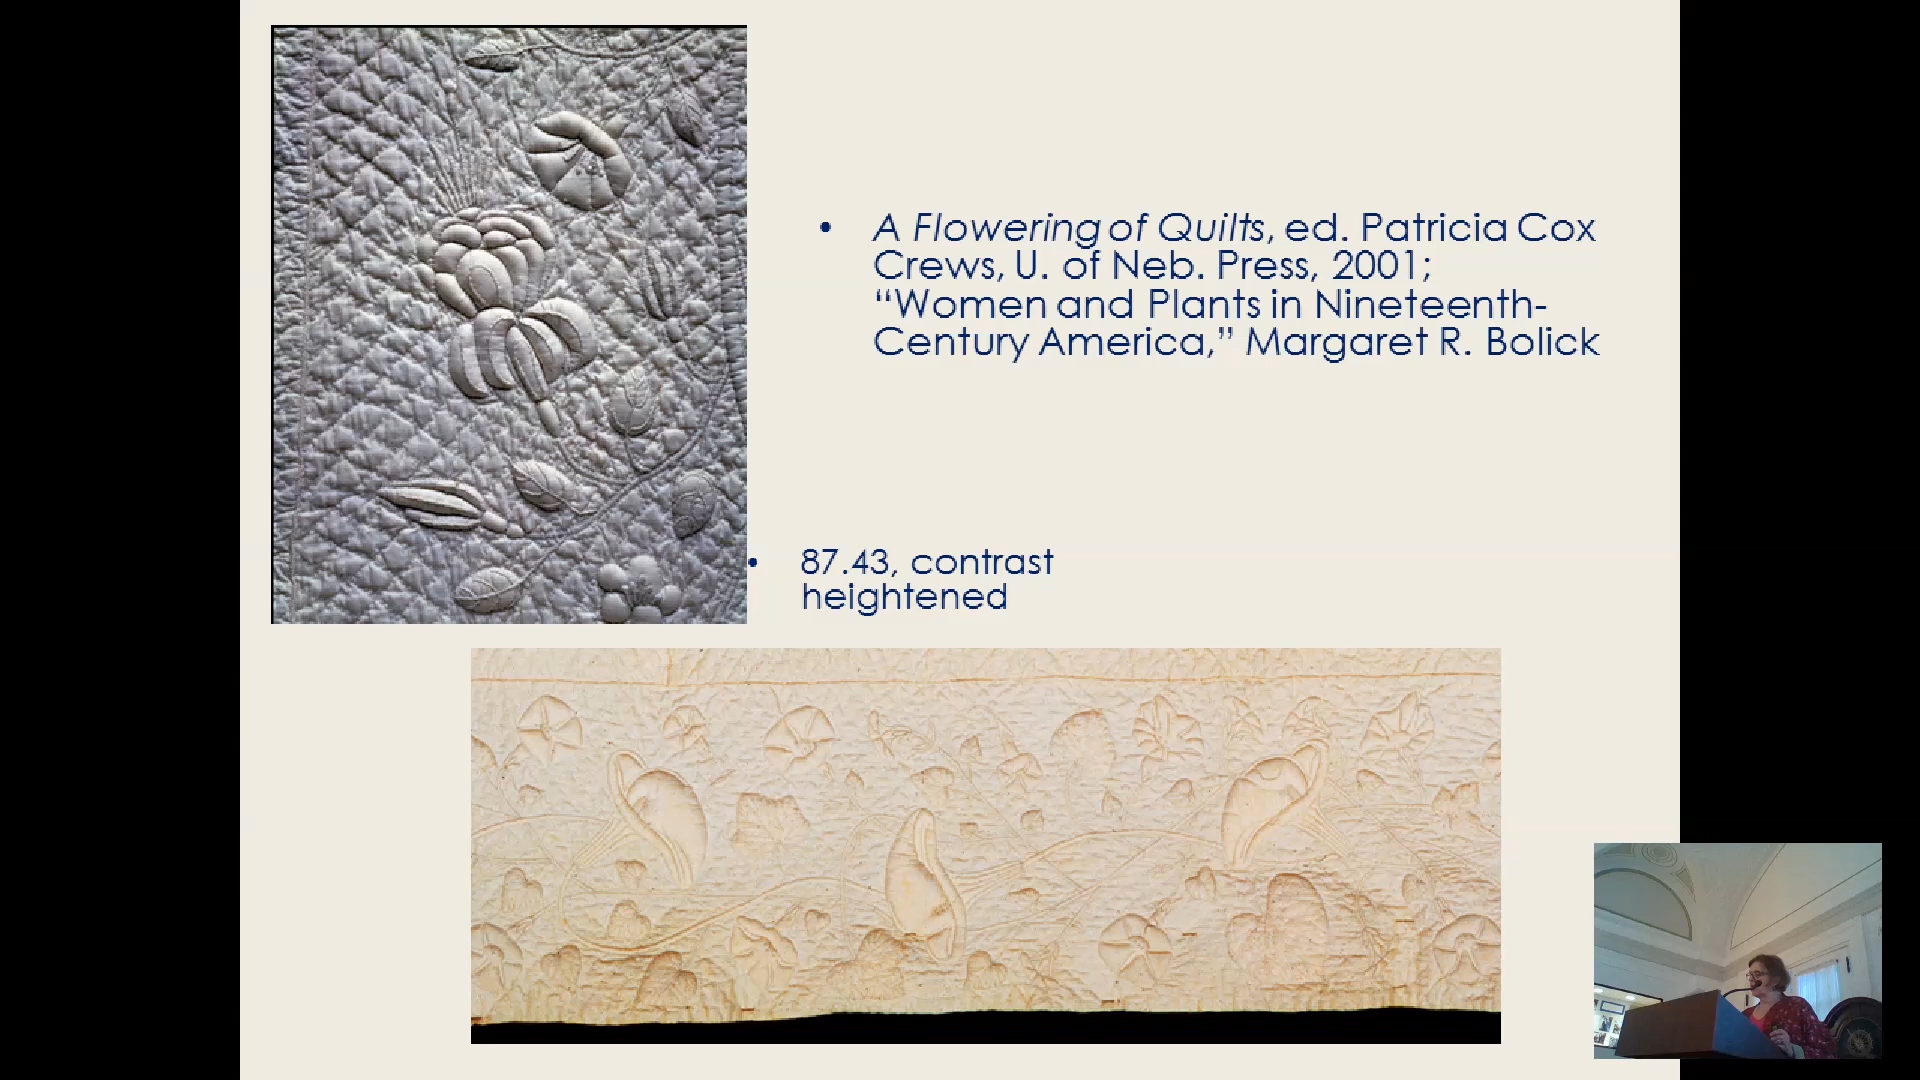 A Flowering of Quilts, ed. Patricia Cox
Crews, U. of Neb. Press, 2001;
“Women and Plants in Nineteenth-
Century America,” Margaret R. Bolick
87.43, contrast
heightened